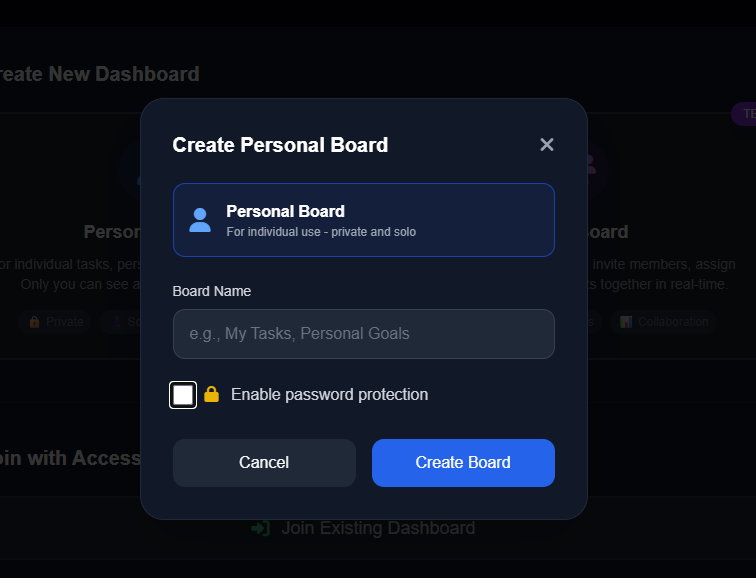 reate New Dashboard
TE
Create Personal Board
Personal Board
For individual use - private and solo
Person
oard
or individual tasks, pers
invite members, assign
Only you can see a
s together in real-time.
Private
So
s
Collaboration
Board Name
e.g., My Tasks, Personal Goals
Enable password protection
Cancel
Create Board
oin with Access
Join Existing Dashboard